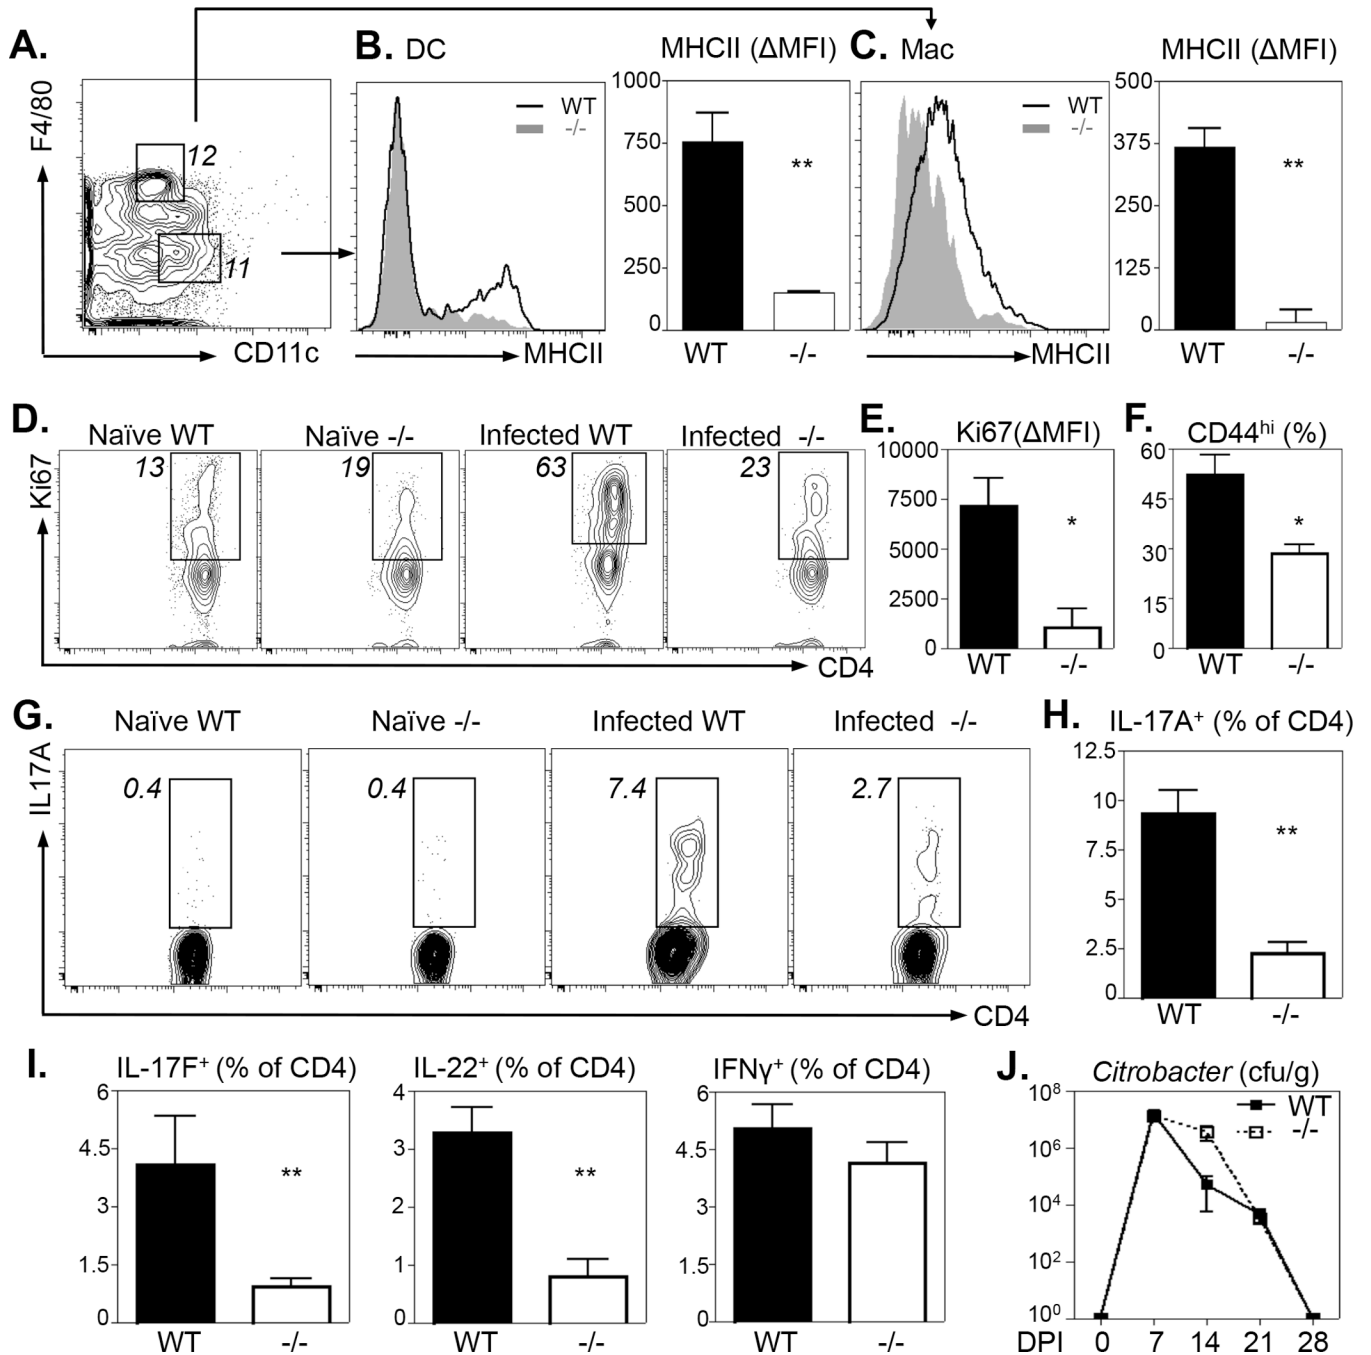 A.
F4/80
12
11
CD11c
B. DC
WT
-/-
MHCII
MHCII (ΔMFI)
1000
750
500
250
0
WT -/-
C. Mac
WT
-/-
MHCII
MHCII (ΔMFI)
500
375
250
125
0
**
**
WT -/-
D.
Naïve WT Naïve -/- Infected WT Infected -/-
Ki67
13 19 63 23
CD4
E. Ki67(ΔMFI)
10000
7500
5000
2500
0
*
WT -/-
F. CD44hi (%)
60
45
30
15
0
*
WT -/-
G.
Naïve WT Naïve -/- Infected WT Infected -/-
IL17A
0.4 0.4 7.4 2.7
CD4
H. IL-17A+ (% of CD4)
12.5
10
7.5
5
2.5
0
**
WT -/-
I. IL-17F+ (% of CD4)
6
4.5
3
1.5
0
**
WT -/-
IL-22+ (% of CD4)
4
3
2
1
0
**
WT -/-
IFNγ+ (% of CD4)
6
4.5
3
1.5
0
WT -/-
J. Citrobacter (cfu/g)
10⁸
10⁶
10⁴
10²
10⁰
WT
-/-
DPI 0 7 14 21 28